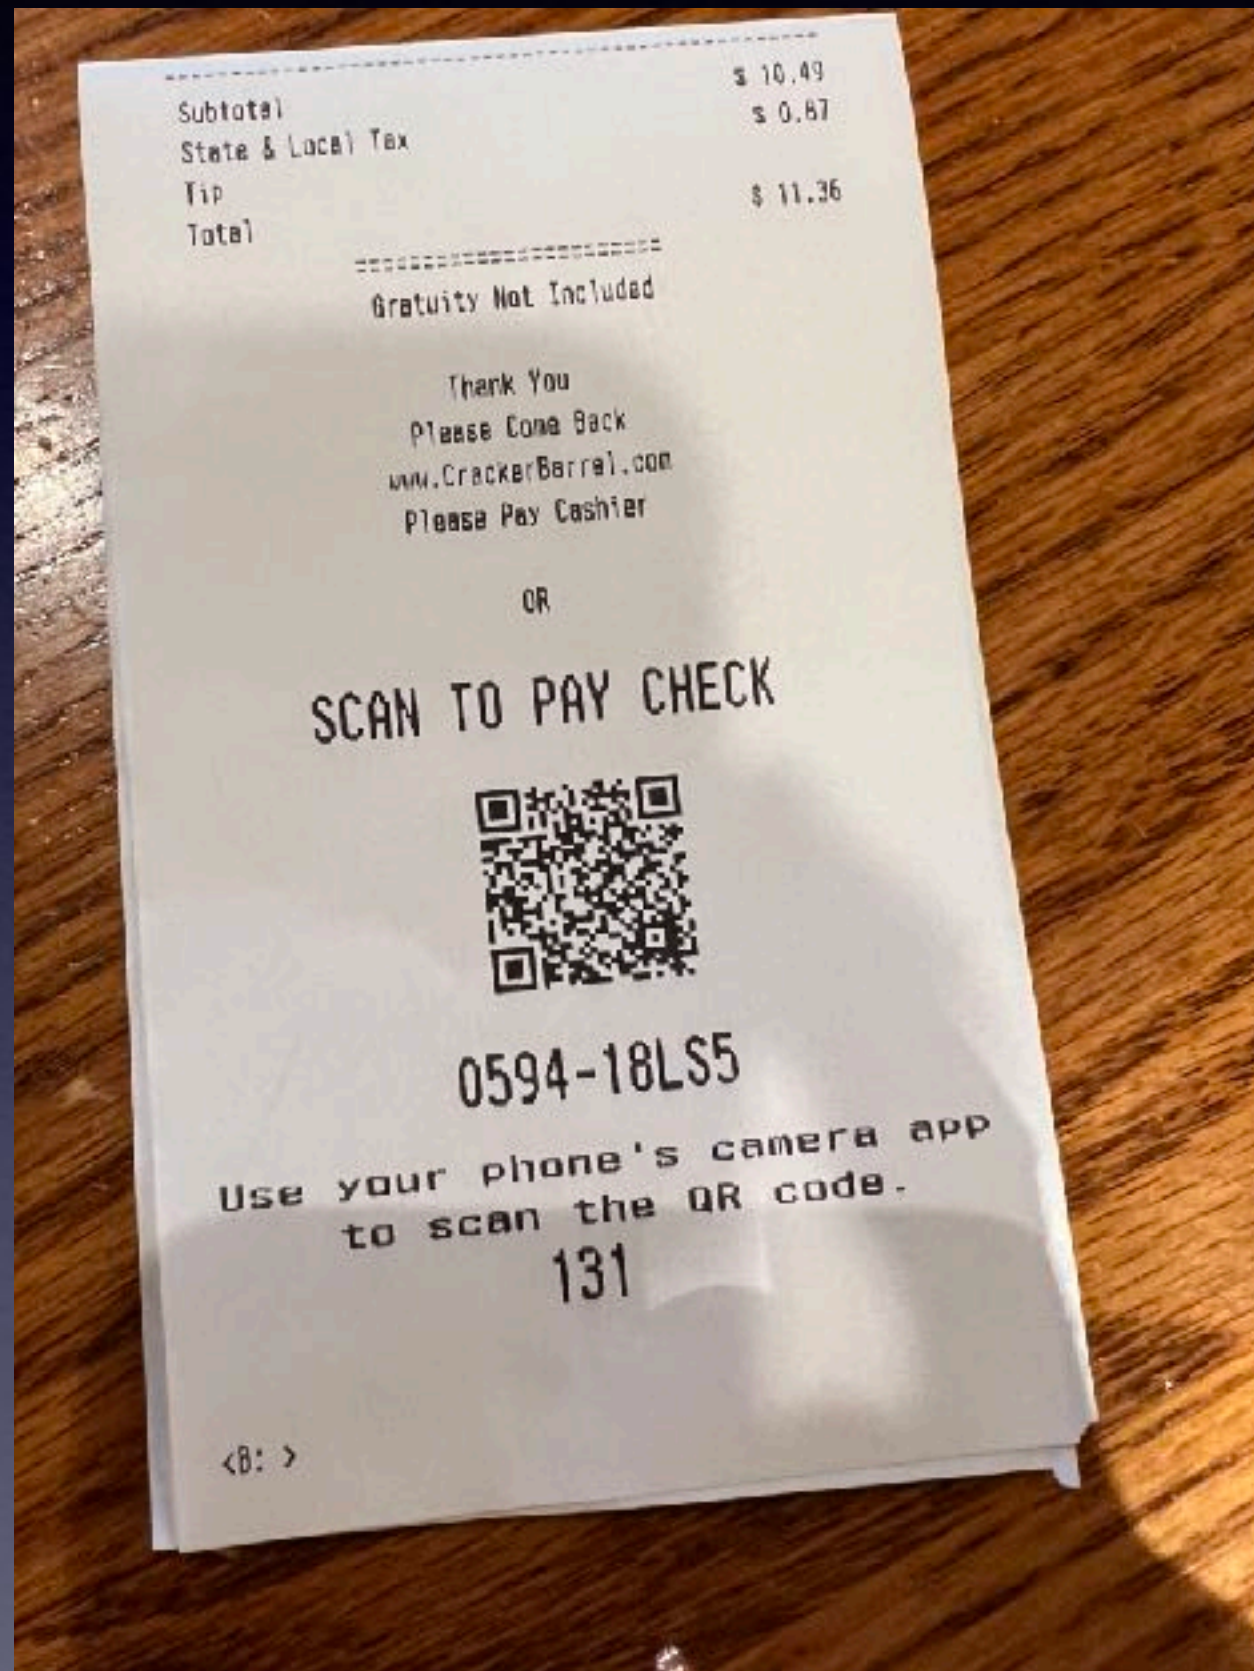 Subtotal $ 10.49
State & Local Tax $ 0.87
Tip
Total $ 11.36
======================
Gratuity Not Included
Thank You
Please Come Back
www.CrackerBarrel.com
Please Pay Cashier
OR
SCAN TO PAY CHECK
0594-18LS5
Use your phone's camera app
to scan the QR code.
131
<8: >